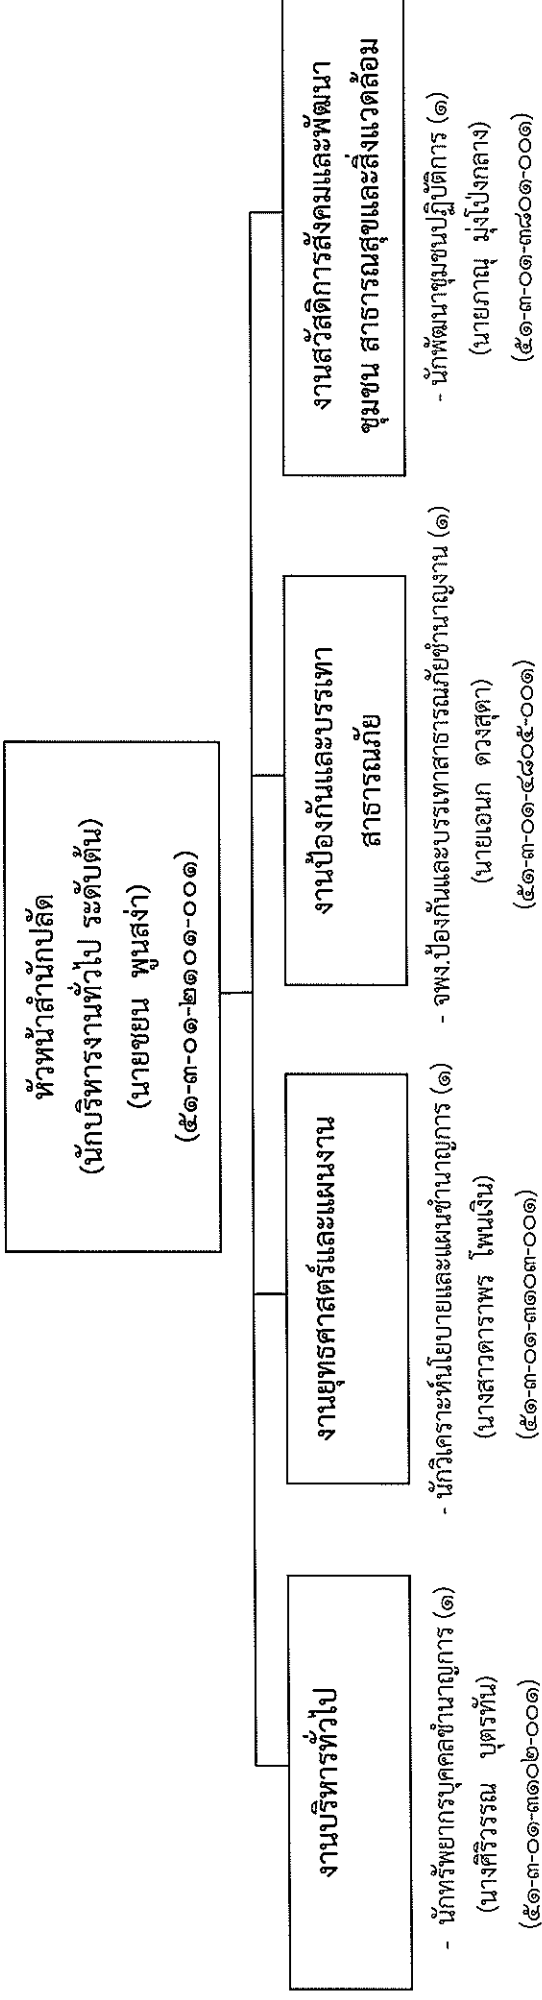 หัวหน้าสำนักปลัด
(นักบริหารงานทั่วไป ระดับต้น)
(นายชยน พูนสง่า)
(๕๑-๓-๐๑-๒๑๐๑-๐๐๑)
งานบริหารทั่วไป
- นักทรัพยากรบุคคลชำนาญการ (๑)
(นางศิริวรรณ บุตรทัน)
(๕๑-๓-๐๑-๓๑๐๒-๐๐๑)
งานยุทธศาสตร์และแผนงาน
- นักวิเคราะห์นโยบายและแผนชำนาญการ (๑)
(นางสาวดาราพร โพนเงิน)
(๕๑-๓-๐๑-๓๑๐๓-๐๐๑)
งานป้องกันและบรรเทา
สาธารณภัย
- จพง.ป้องกันและบรรเทาสาธารณภัยชำนาญงาน (๑)
(นายเอนก ดวงสุดา)
(๕๑-๓-๐๑-๔๘๐๕-๐๐๑)
งานสวัสดิการสังคมและพัฒนา
ชุมชน สาธารณสุขและสิ่งแวดล้อม
- นักพัฒนาชุมชนปฏิบัติการ (๑)
(นายภาณุ มุ่งโปงกลาง)
(๕๑-๓-๐๑-๓๘๐๑-๐๐๑)